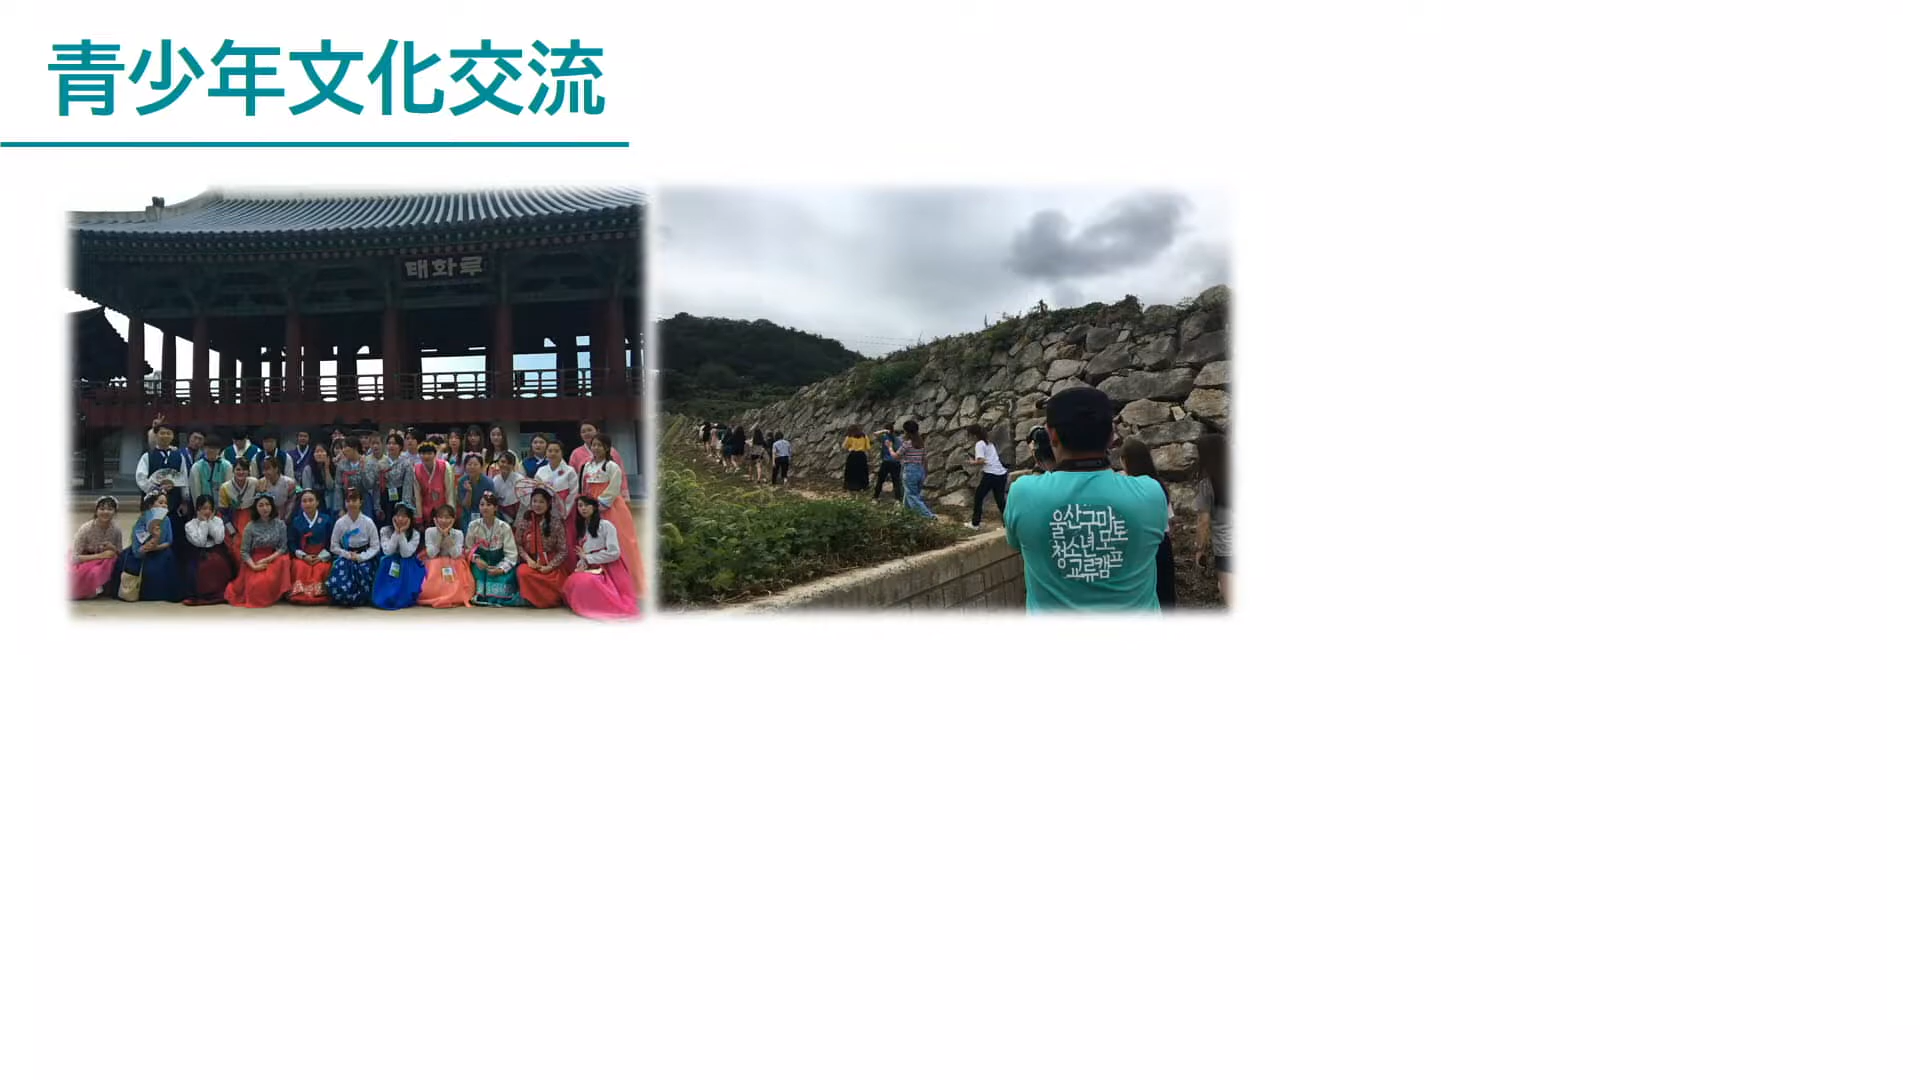 青少年文化交流
태화루
울산구마모토
청소년
교류캠프